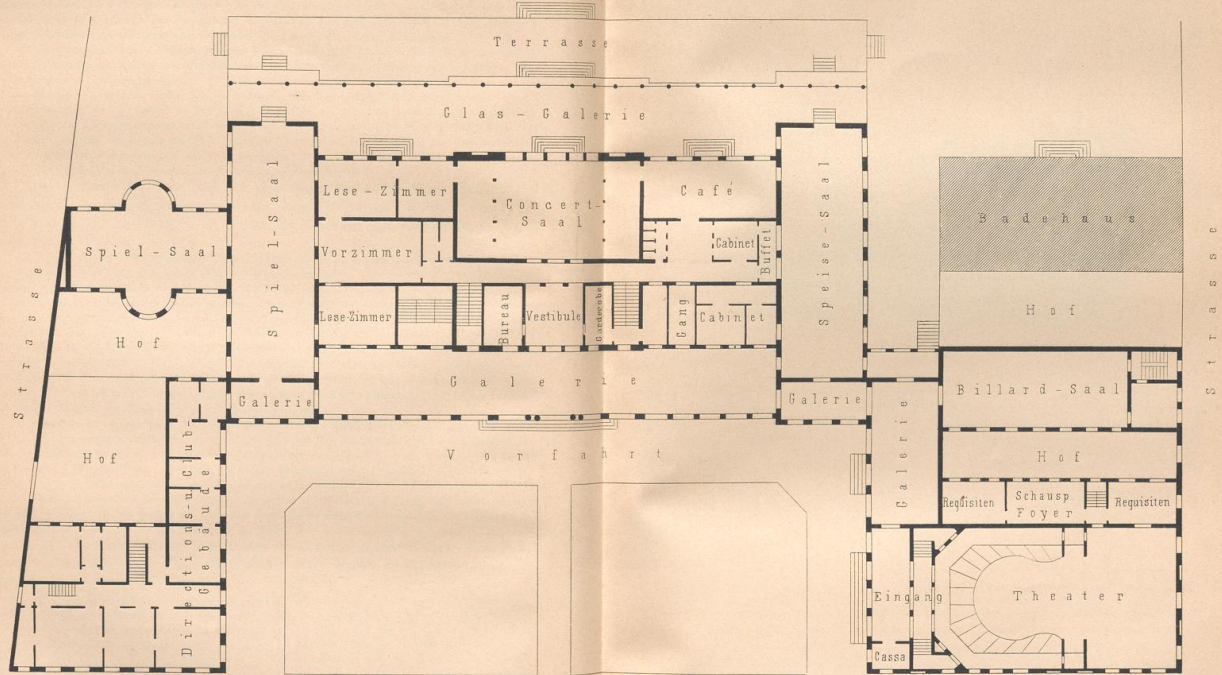 Terrasse
Glas-Galerie
Lese-Zimmer
Concert-
Saal
Café
Spiel-Saal
Speise-Saal
Badehaus
Spiel-Saal
Vorzimmer
Cabinet
Buffet
Strasse
Strasse
Hof
Lese-Zimmer
Bureau
Vestibule
Garderobe
Gang
Cabinet
Hof
Galerie
Galerie
Galerie
Billard-Saal
Galerie
Hof
Vorfahrt
Hof
Requisiten
Schausp
Foyer
Requisiten
Directions-u. Club-
Gebäude
Eingang
Theater
Cassa